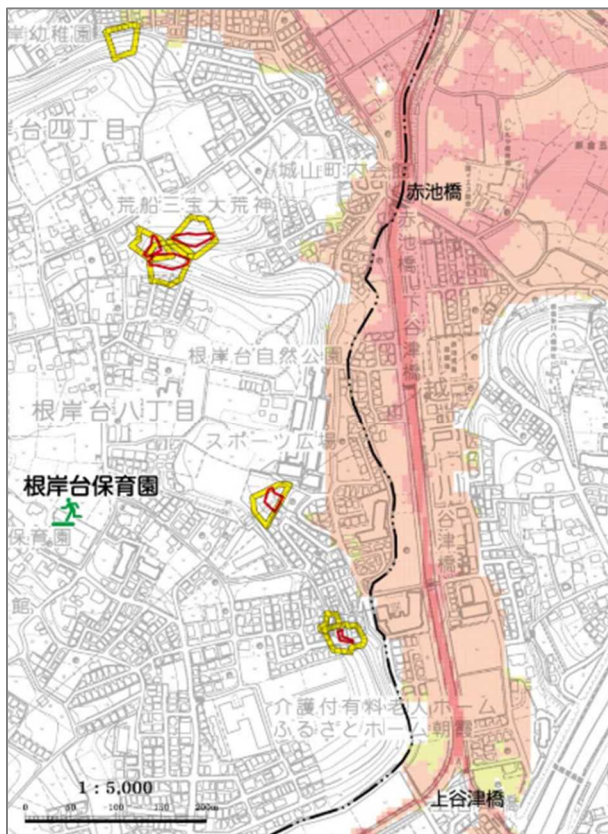 岸幼稚園
岸台四丁目
城山町内会館
赤池橋
荒船三宝大荒神
赤池橋
下谷津橋
根岸台自然公園
越
根岸台八丁目
スポーツ広場
根岸台保育園
谷津橋
保育園
館
介護付有料老人ホーム
ふるさとホーム朝霞
1：5,000
0 50 100 150 200m
上谷津橋